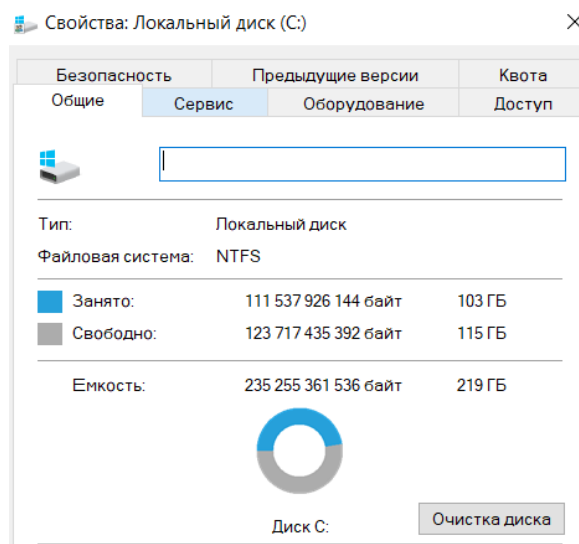 Свойства: Локальный диск (C:)
Безопасность Предыдущие версии Квота
Общие Сервис Оборудование Доступ
Тип: Локальный диск
Файловая система: NTFS
Занято: 111 537 926 144 байт 103 ГБ
Свободно: 123 717 435 392 байт 115 ГБ
Емкость: 235 255 361 536 байт 219 ГБ
Диск C: Очистка диска